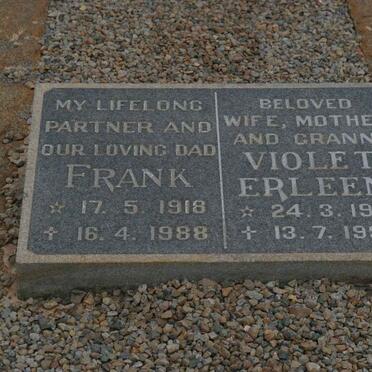 MY LIFELONG
PARTNER AND
OUR LOVING DAD
FRANK
☆ 17. 5. 1918
✝ 16. 4. 1988
BELOVED
WIFE, MOTHE
AND GRANN
VIOLET
ERLEEN
☆ 24. 3. 19
✝ 13. 7. 19